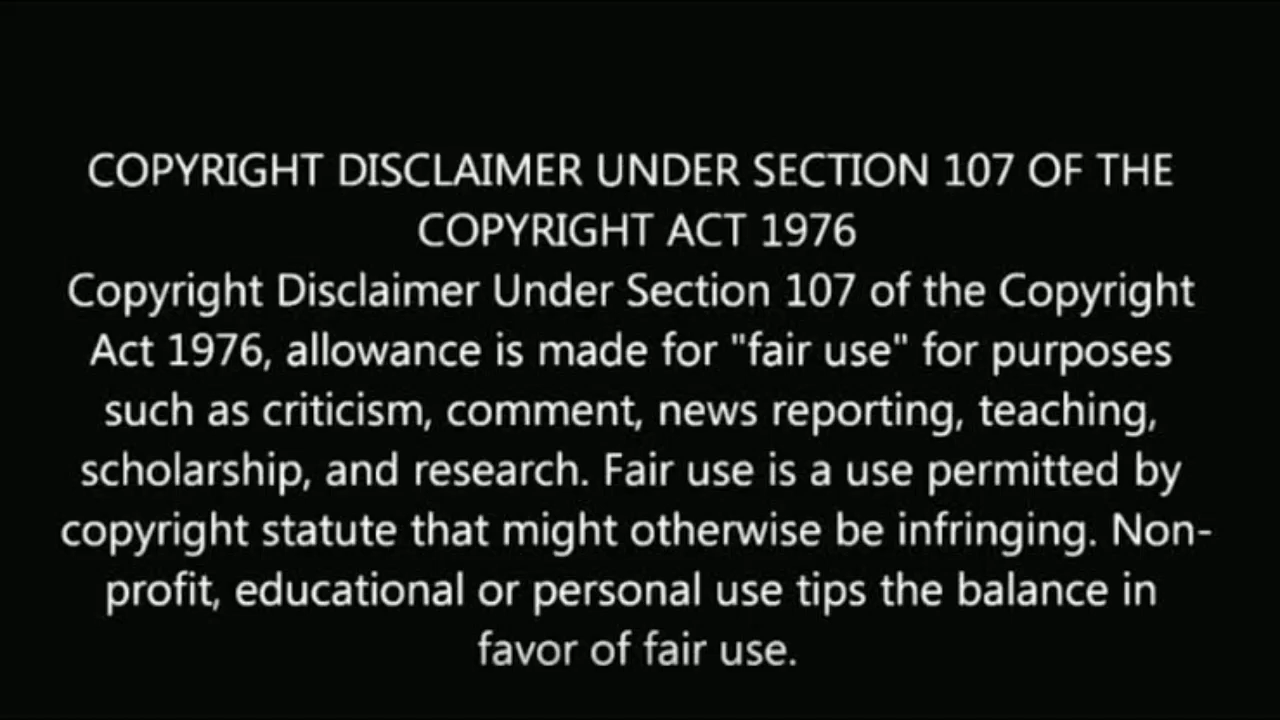 COPYRIGHT DISCLAIMER UNDER SECTION 107 OF THE
COPYRIGHT ACT 1976
Copyright Disclaimer Under Section 107 of the Copyright
Act 1976, allowance is made for "fair use" for purposes
such as criticism, comment, news reporting, teaching,
scholarship, and research. Fair use is a use permitted by
copyright statute that might otherwise be infringing. Non-
profit, educational or personal use tips the balance in
favor of fair use.